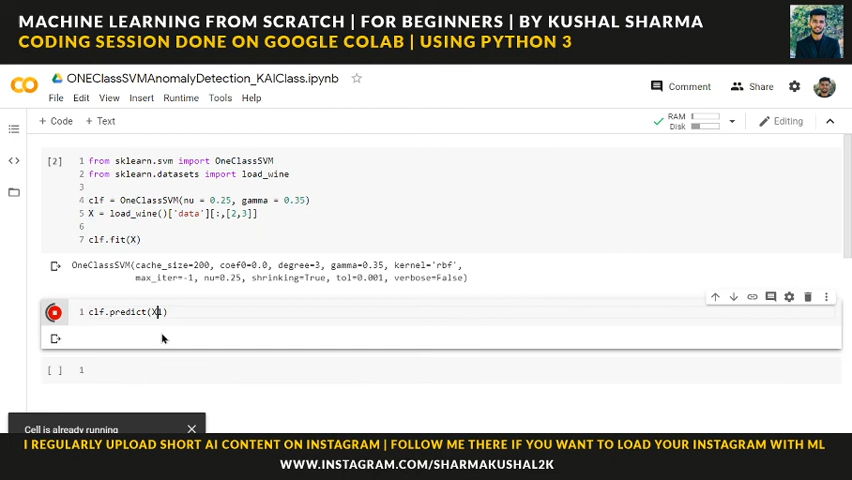 MACHINE LEARNING FROM SCRATCH | FOR BEGINNERS | BY KUSHAL SHARMA
CODING SESSION DONE ON GOOGLE COLAB | USING PYTHON 3
ONEClassSVMAnomalyDetection_KAIClass.ipynb
Comment
Share
File Edit View Insert Runtime Tools Help
+ Code + Text
RAM
Disk
Editing
[2]
1 from sklearn.svm import OneClassSVM
2 from sklearn.datasets import load_wine
3
4 clf = OneClassSVM(nu = 0.25, gamma = 0.35)
5 X = load_wine()['data'][:,[2,3]]
6
7 clf.fit(X)
OneClassSVM(cache_size=200, coef0=0.0, degree=3, gamma=0.35, kernel='rbf',
max_iter=-1, nu=0.25, shrinking=True, tol=0.001, verbose=False)
1 clf.predict(X1)
[ ] 1
Cell is already running
I REGULARLY UPLOAD SHORT AI CONTENT ON INSTAGRAM | FOLLOW ME THERE IF YOU WANT TO LOAD YOUR INSTAGRAM WITH ML
WWW.INSTAGRAM.COM/SHARMAKUSHAL2K